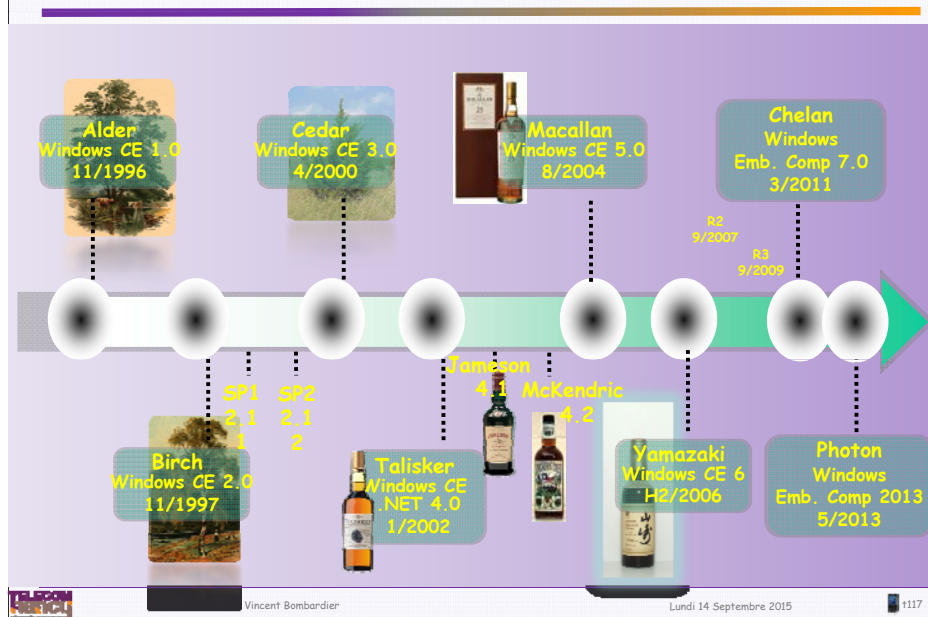 Alder
Windows CE 1.0
11/1996
Cedar
Windows CE 3.0
4/2000
Macallan
Windows CE 5.0
8/2004
Chelan
Windows
Emb. Comp 7.0
3/2011
R2
9/2007
R3
9/2009
SP1
2.1
1
SP2
2.1
2
Jameson
4.1
McKendric
4.2
Birch
Windows CE 2.0
11/1997
Talisker
Windows CE
.NET 4.0
1/2002
Yamazaki
Windows CE 6
H2/2006
Photon
Windows
Emb. Comp 2013
5/2013
山崎
TELECOM
NANCY
Vincent Bombardier
Lundi 14 Septembre 2015
t117